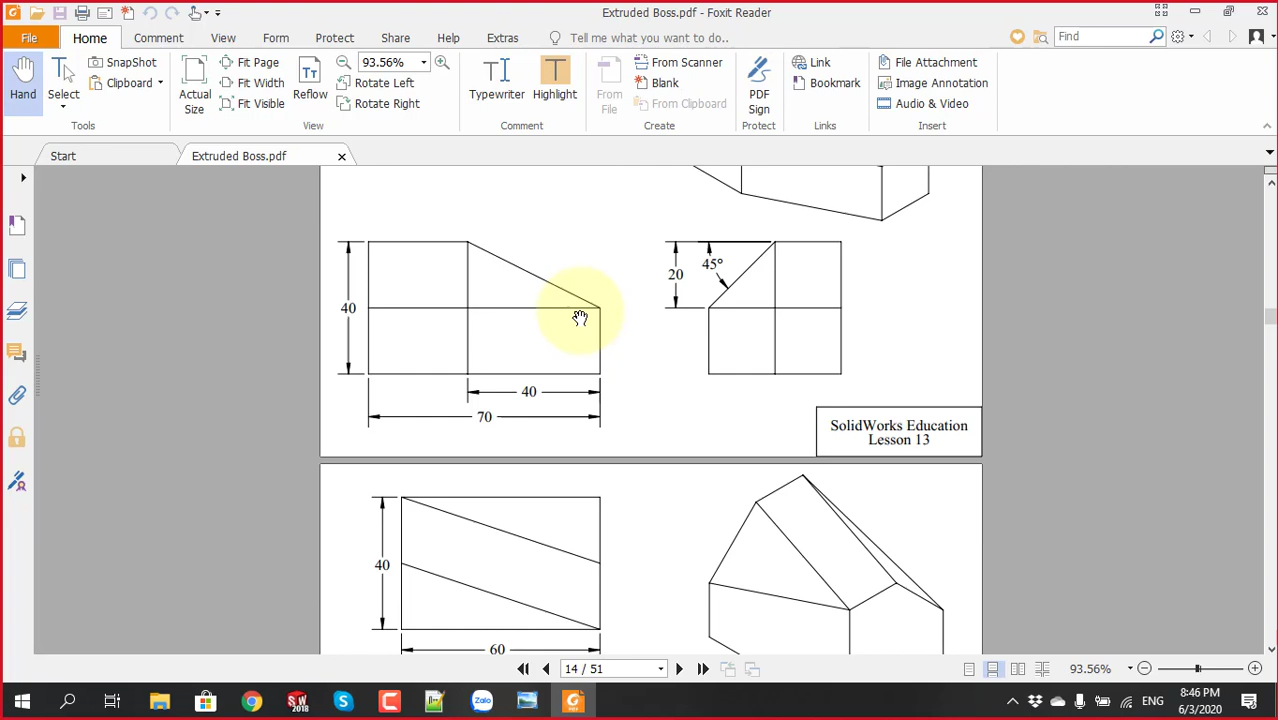 Extruded Boss.pdf - Foxit Reader
File
Home
Comment
View
Form
Protect
Share
Help
Extras
Tell me what you want to do..
Find
Hand
Select
SnapShot
Clipboard
Tools
Actual
Size
Fit Page
Fit Width
Fit Visible
Reflow
93.56%
Rotate Left
Rotate Right
View
Typewriter
Highlight
Comment
From
File
From Scanner
Blank
From Clipboard
Create
PDF
Sign
Protect
Link
Bookmark
Links
File Attachment
Image Annotation
Audio & Video
Insert
Start
Extruded Boss.pdf
40
40
70
20
45°
SolidWorks Education
Lesson 13
40
60
14 / 51
93.56%
SW
2018
Zalo
PDF
ENG
8:46 PM
6/3/2020